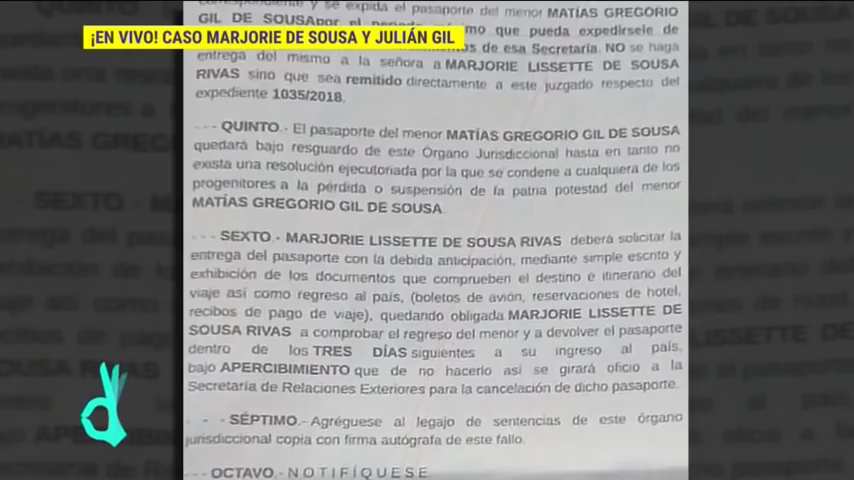 correspondiente y se expida el pasaporte del menor MATÍAS GREGORIO
GIL DE SOUSA por el
que pueda expedírsele de
¡EN VIVO! CASO MARJORIE DE SOUSA Y JULIÁN GIL
de esa Secretaría. NO se haga
entrega del mismo a la señora a MARJORIE LISSETTE DE SOUSA
RIVAS sino que sea remitido directamente a este juzgado respecto del
expediente 1035/2018.
- - - QUINTO.- El pasaporte del menor MATÍAS GREGORIO GIL DE SOUSA
quedará bajo resguardo de este Órgano Jurisdiccional hasta en tanto no
exista una resolución ejecutoriada por la que se condene a cualquiera de los
progenitores a la pérdida o suspensión de la patria potestad del menor
MATÍAS GREGORIO GIL DE SOUSA.
- - - SEXTO.- MARJORIE LISSETTE DE SOUSA RIVAS deberá solicitar la
entrega del pasaporte con la debida anticipación, mediante simple escrito y
exhibición de los documentos que comprueben el destino e itinerario del
viaje así como regreso al país, (boletos de avión, reservaciones de hotel,
recibos de pago de viaje), quedando obligada MARJORIE LISSETTE DE
SOUSA RIVAS a comprobar el regreso del menor y a devolver el pasaporte
dentro de los TRES DÍAS siguientes a su ingreso al país,
bajo APERCIBIMIENTO que de no hacerlo así se girará oficio a la
Secretaría de Relaciones Exteriores para la cancelación de dicho pasaporte.
- - - SÉPTIMO.- Agréguese al legajo de sentencias de este órgano
jurisdiccional copia con firma autógrafa de este fallo.
- - - OCTAVO.- N O T I F Í Q U E S E